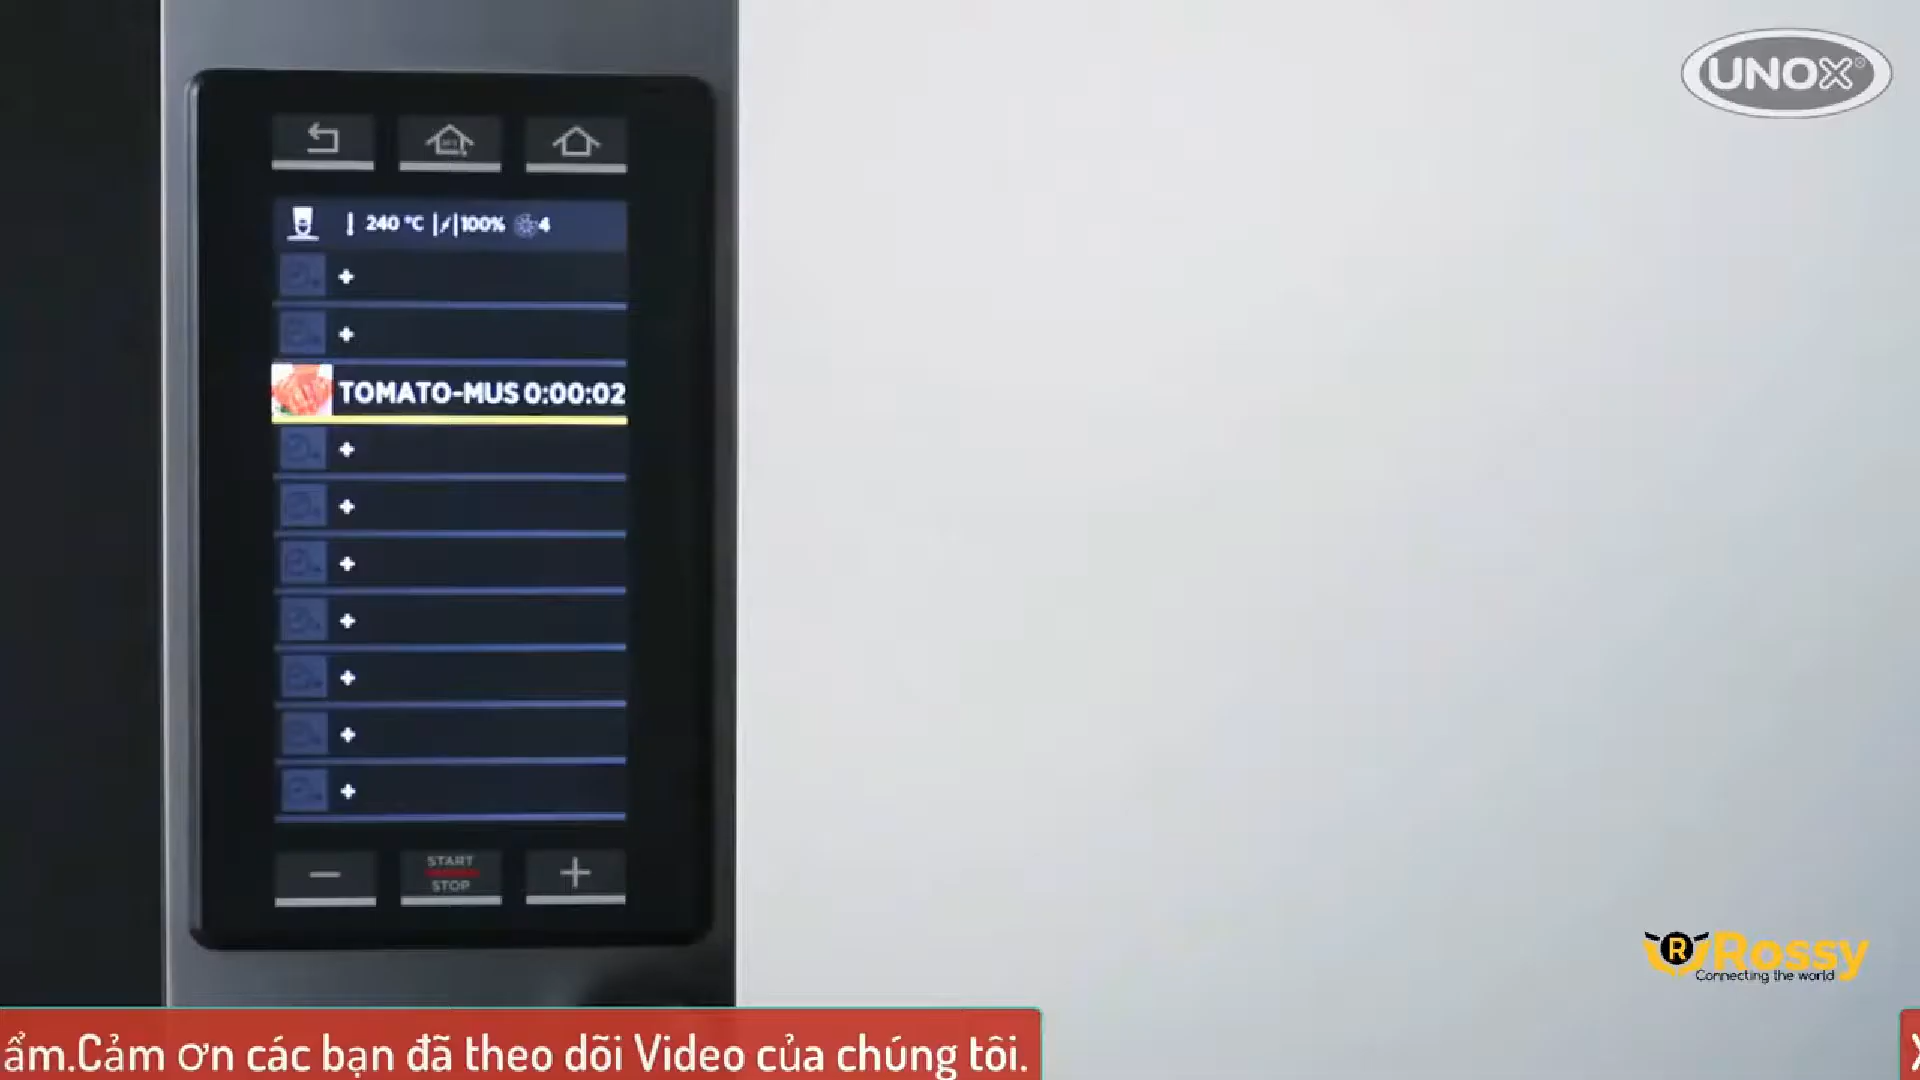 UNOX®
240 °C 100% 4
+
+
TOMATO-MUS 0:00:02
+
+
+
+
+
+
+
−
START
STOP
+
R Rossy
Connecting the world
ẩm.Cảm ơn các bạn đã theo dõi Video của chúng tôi.